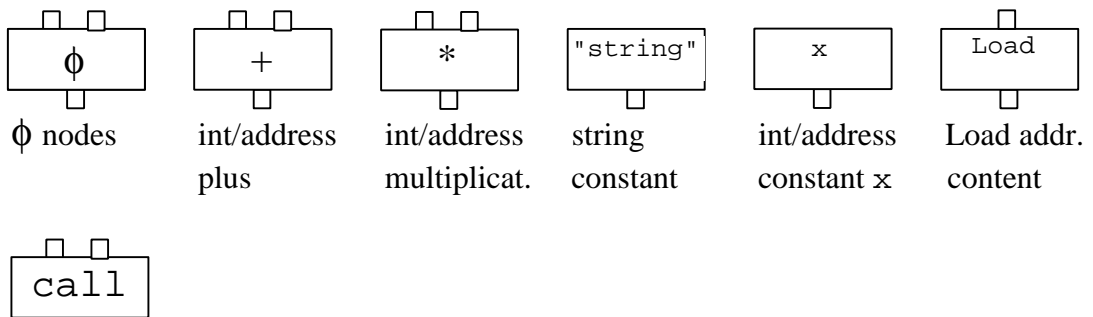 ϕ + * "string" x Load
ϕ nodes int/address int/address string int/address Load addr.
plus multiplicat. constant constant x content
call